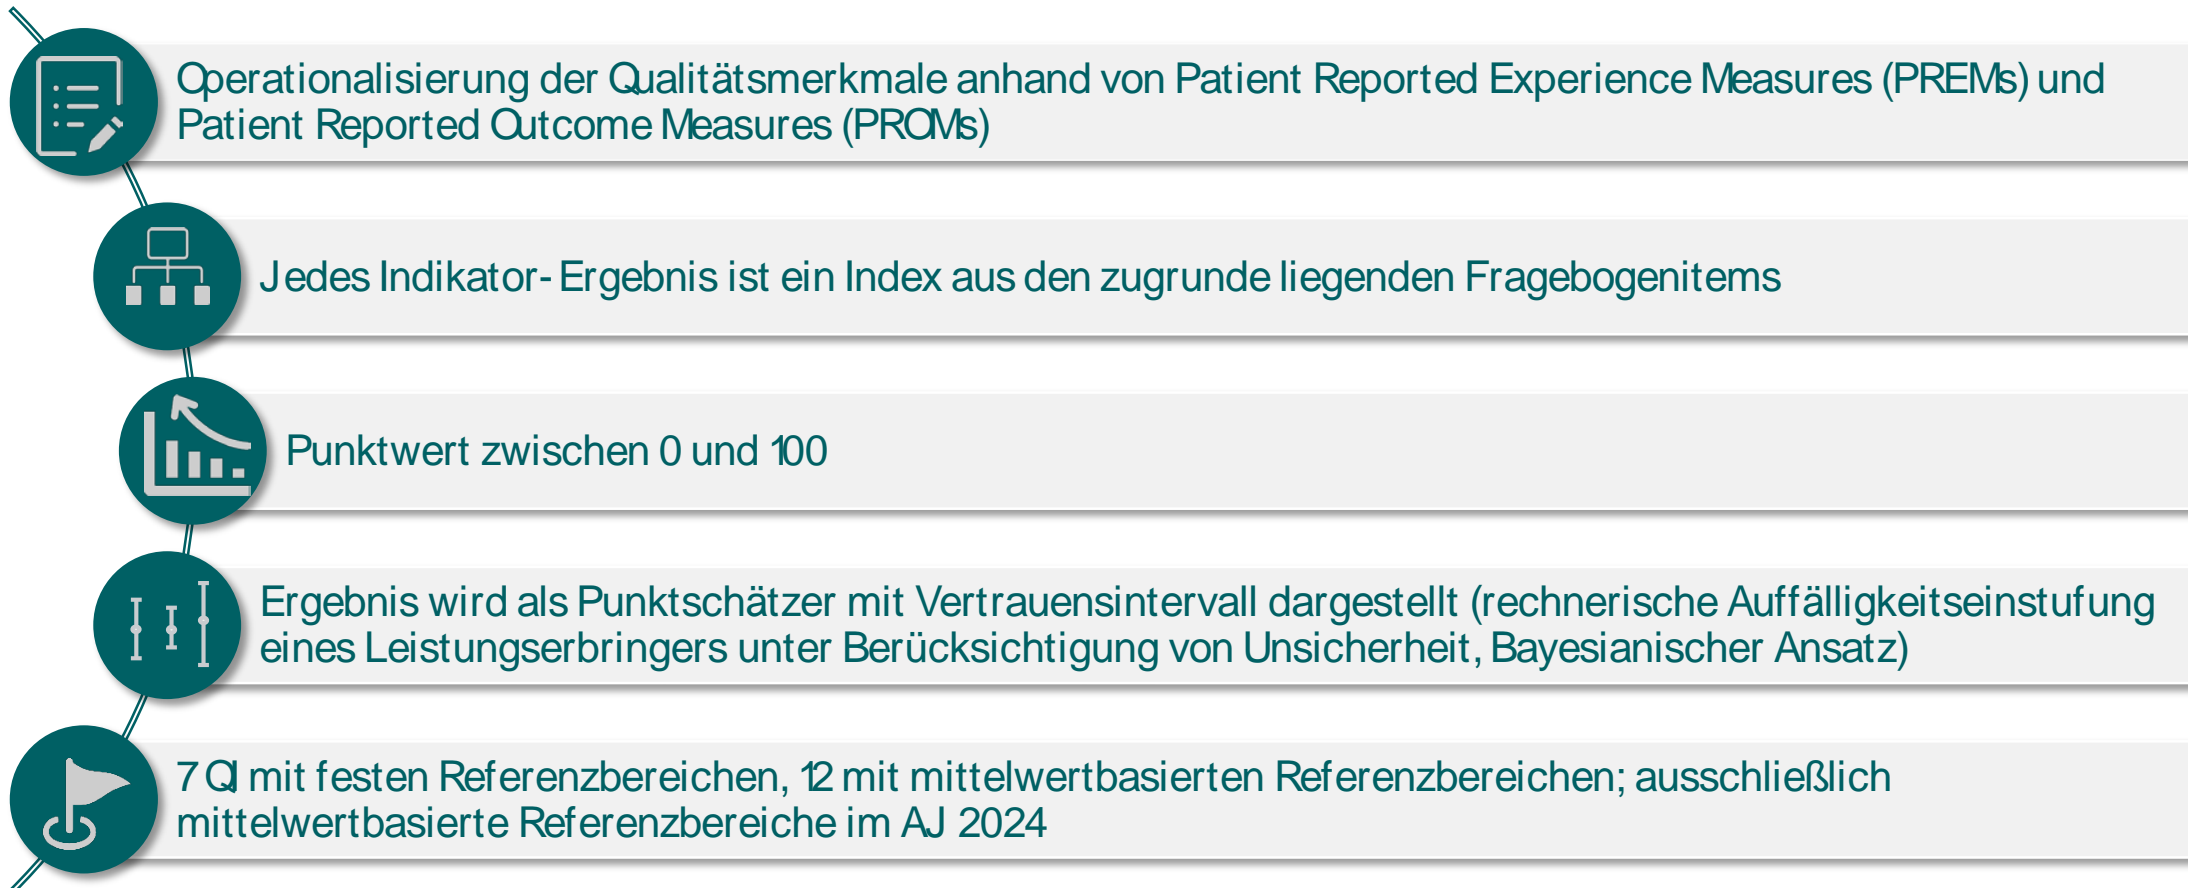 Operationalisierung der Qualitätsmerkmale anhand von Patient Reported Experience Measures (PREMs) und
Patient Reported Outcome Measures (PROMs)
Jedes Indikator-Ergebnis ist ein Index aus den zugrunde liegenden Fragebogenitems
Punktwert zwischen 0 und 100
Ergebnis wird als Punktschätzer mit Vertrauensintervall dargestellt (rechnerische Auffälligkeitseinstufung
eines Leistungserbringers unter Berücksichtigung von Unsicherheit, Bayesianischer Ansatz)
7 QI mit festen Referenzbereichen, 12 mit mittelwertbasierten Referenzbereichen; ausschließlich
mittelwertbasierte Referenzbereiche im AJ 2024